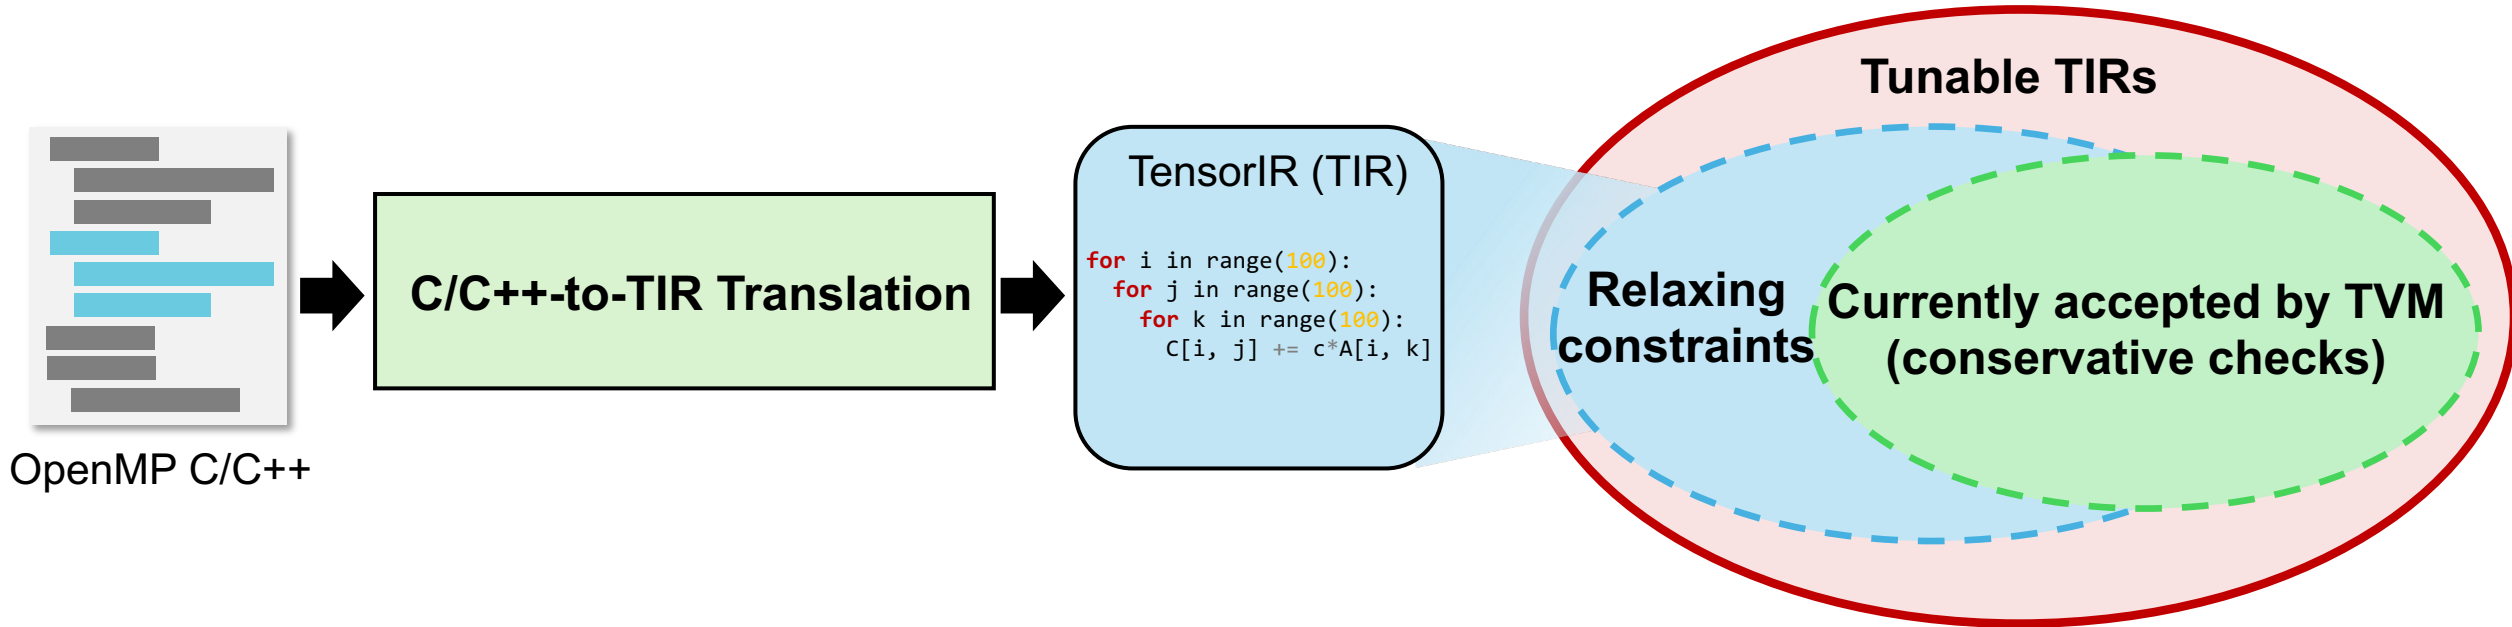 OpenMP C/C++
C/C++-to-TIR Translation
TensorIR (TIR)
for i in range(100):
for j in range(100):
for k in range(100):
C[i, j] += c*A[i, k]
Tunable TIRs
Relaxing
constraints
Currently accepted by TVM
(conservative checks)